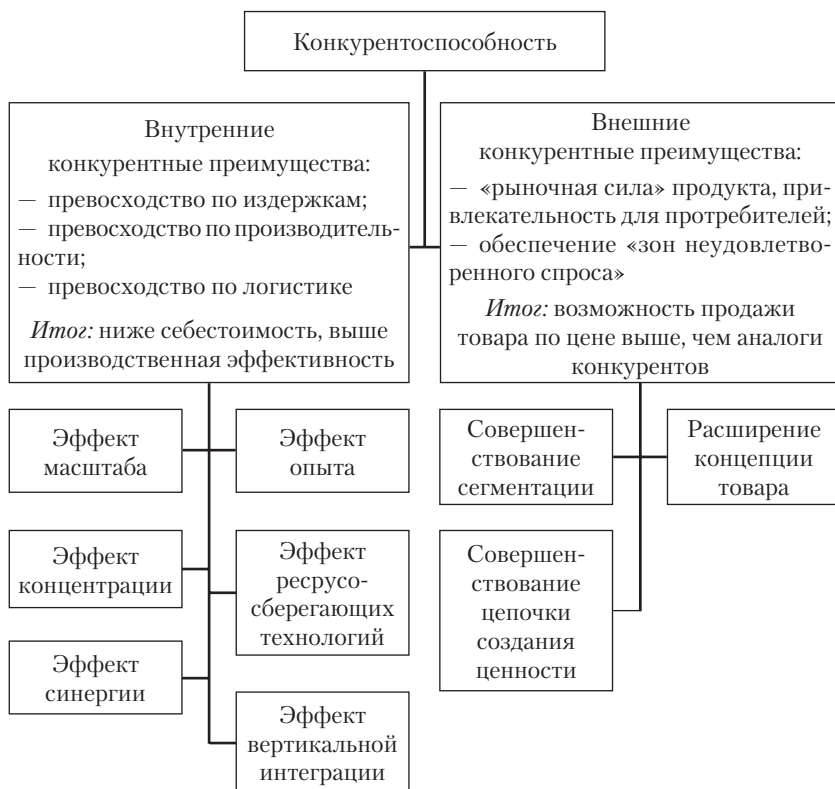 Конкурентоспособность
Внутренние
конкурентные преимущества:
— превосходство по издержкам;
— превосходство по производитель-
ности;
— превосходство по логистике
Итог: ниже себестоимость, выше
производственная эффективность
Внешние
конкурентные преимущества:
— «рыночная сила» продукта, при-
влекательность для протребителей;
— обеспечение «зон неудовлетво-
ренного спроса»
Итог: возможность продажи
товара по цене выше, чем аналоги
конкурентов
Эффект
масштаба
Эффект
опыта
Эффект
концентрации
Эффект
ресрусо-
сберегающих
технологий
Эффект
синергии
Эффект
вертикальной
интеграции
Совершен-
ствование
сегментации
Расширение
концепции
товара
Совершен-
ствование
цепочки
создания
ценности